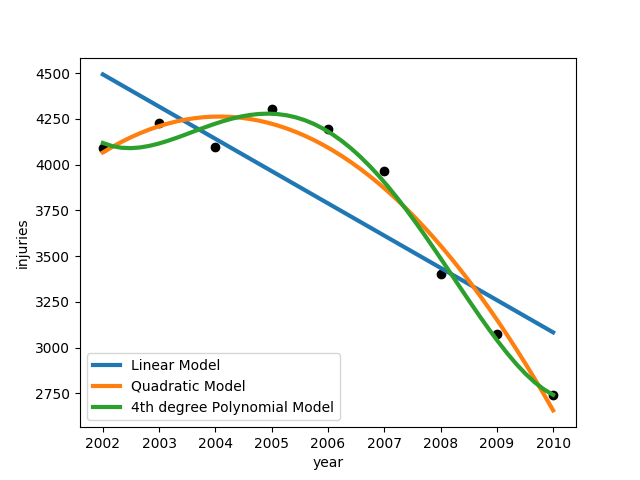 4500
4250
4000
3750
3500
3250
3000
2750
injuries
Linear Model
Quadratic Model
4th degree Polynomial Model
2002 2003 2004 2005 2006 2007 2008 2009 2010
year